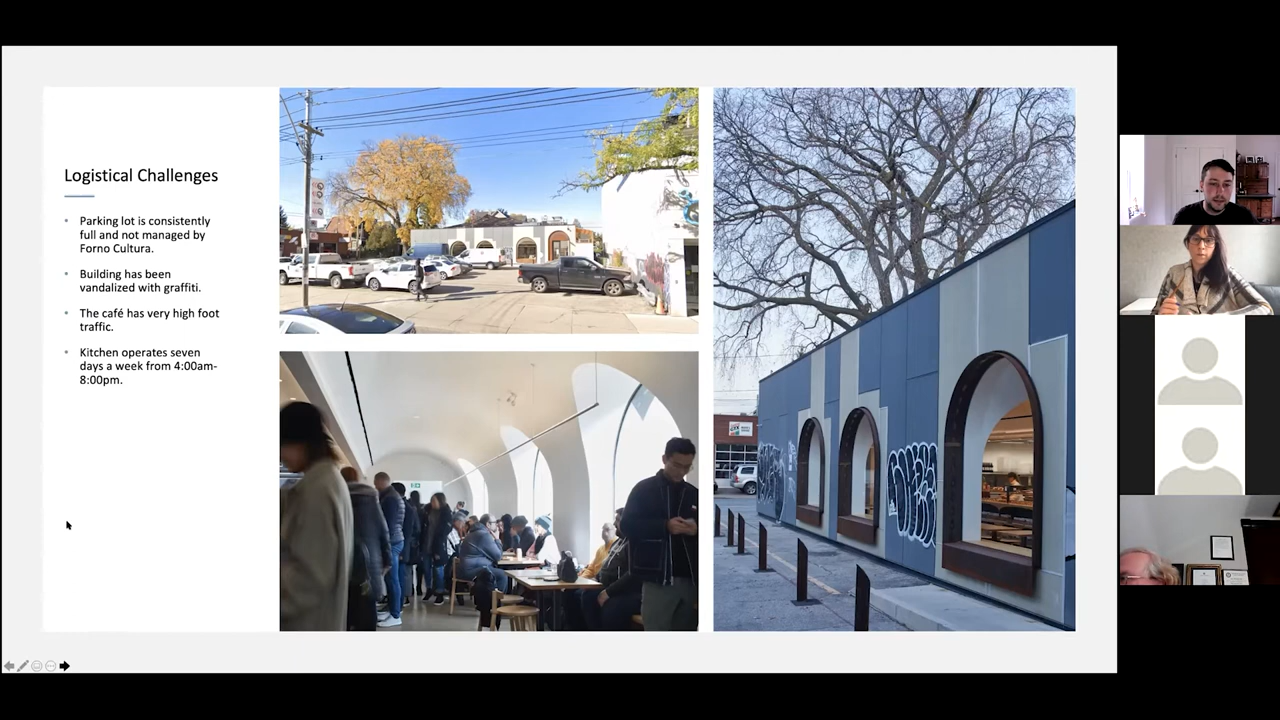 Logistical Challenges
• Parking lot is consistently
full and not managed by
Forno Cultura.
• Building has been
vandalized with graffiti.
• The café has very high foot
traffic.
• Kitchen operates seven
days a week from 4:00am-
8:00pm.